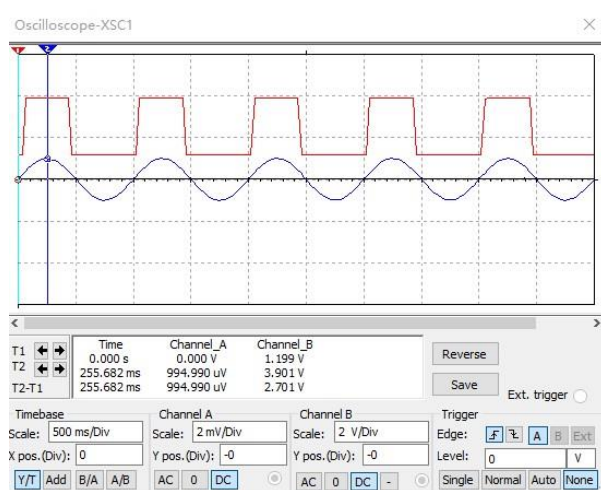 Oscilloscope-XSC1
1 2
Time Channel_A Channel_B
T1 0.000 s 0.000 V 1.199 V
T2 255.682 ms 994.990 uV 3.901 V
T2-T1 255.682 ms 994.990 uV 2.701 V
Reverse
Save
Ext. trigger
Timebase Channel A Channel B Trigger
Scale: 500 ms/Div Scale: 2 mV/Div Scale: 2 V/Div Edge: A B Ext
X pos.(Div): 0 Y pos.(Div): -0 Y pos.(Div): -0 Level: 0 V
Y/T Add B/A A/B AC 0 DC AC 0 DC - Single Normal Auto None